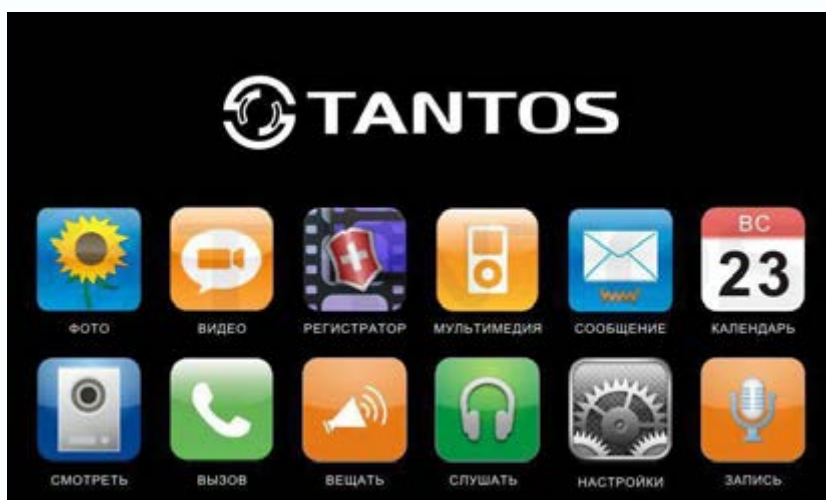 TANTOS
ВС
23
ФОТО ВИДЕО РЕГИСТРАТОР МУЛЬТИМЕДИЯ СООБЩЕНИЕ КАЛЕНДАРЬ
СМОТРЕТЬ ВЫЗОВ ВЕЩАТЬ СЛУШАТЬ НАСТРОЙКИ ЗАПИСЬ